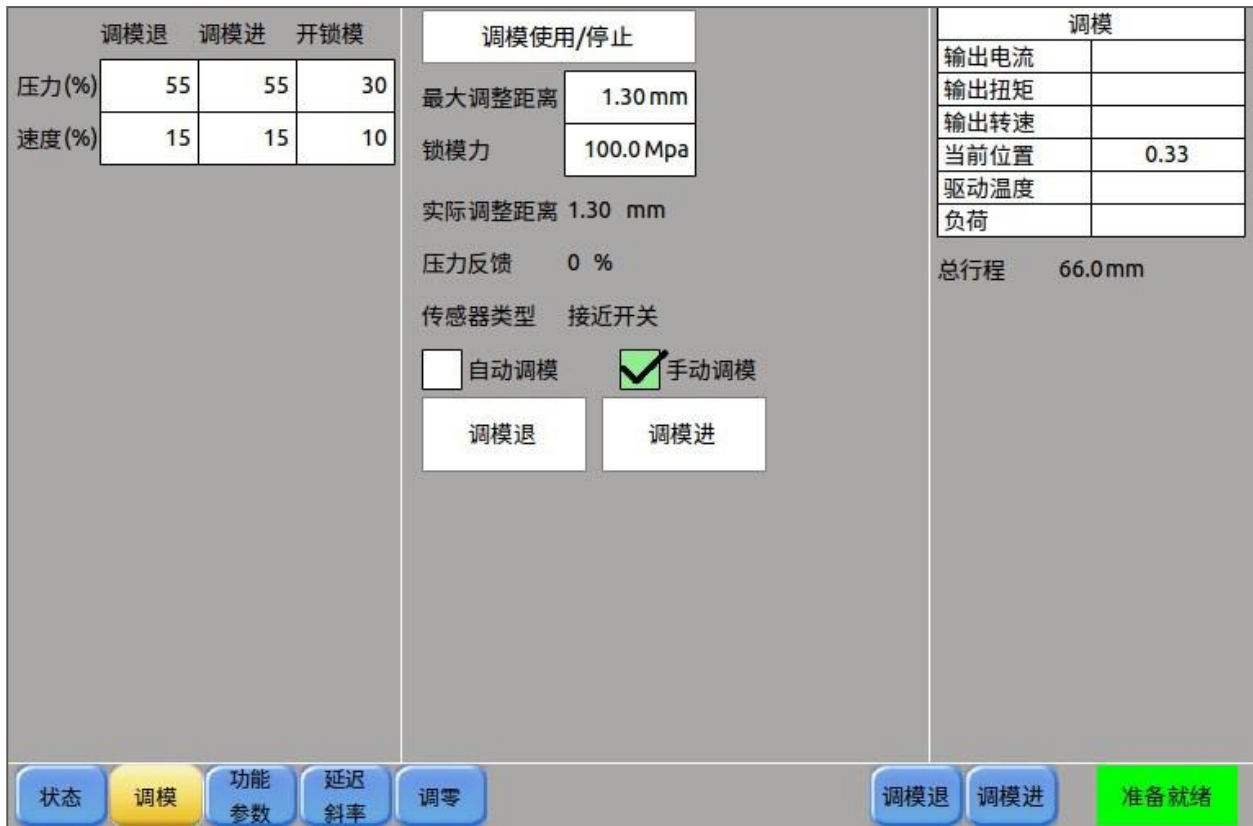 调模退 调模进 开锁模
压力(%) 55 55 30
速度(%) 15 15 10
调模使用/停止
最大调整距离 1.30 mm
锁模力 100.0 Mpa
实际调整距离 1.30 mm
压力反馈 0 %
传感器类型 接近开关
自动调模 手动调模
调模退 调模进
调模
输出电流
输出扭矩
输出转速
当前位置 0.33
驱动温度
负荷
总行程 66.0mm
状态 调模 功能 延迟 调零 调模退 调模进 准备就绪
参数 斜率